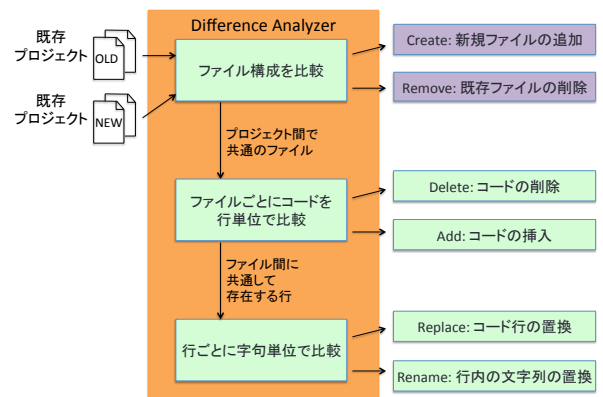 Difference Analyzer
既存
プロジェクト
OLD
既存
プロジェクト
NEW
ファイル構成を比較
Create: 新規ファイルの追加
Remove: 既存ファイルの削除
プロジェクト間で
共通のファイル
ファイルごとにコードを
行単位で比較
Delete: コードの削除
Add: コードの挿入
ファイル間に
共通して
存在する行
行ごとに字句単位で比較
Replace: コード行の置換
Rename: 行内の文字列の置換